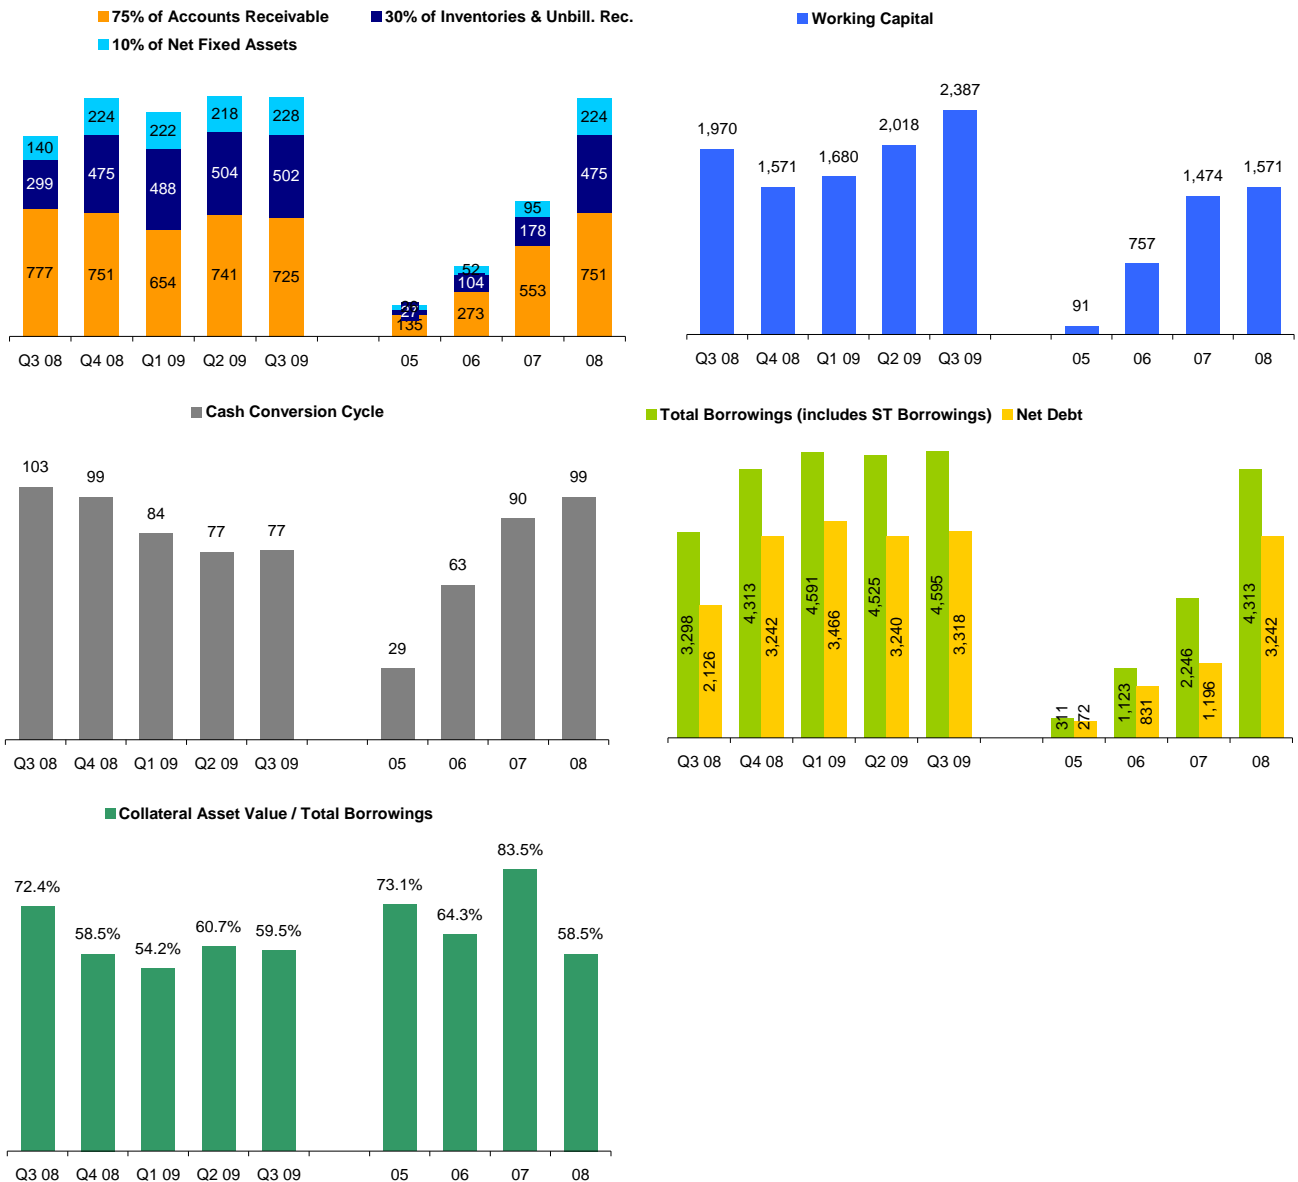 75% of Accounts Receivable 30% of Inventories & Unbill. Rec.
10% of Net Fixed Assets
224 218 228 224
140 222
299 475 488 504 502 95 475
178
777 751 654 741 725 52 553 751
104
27 273
135
Q3 08 Q4 08 Q1 09 Q2 09 Q3 09 05 06 07 08
Working Capital
2,387
1,970 2,018
1,571 1,680 1,474 1,571
757
91
Q3 08 Q4 08 Q1 09 Q2 09 Q3 09 05 06 07 08
Cash Conversion Cycle
103 99 99
84 90
77 77
63
29
Q3 08 Q4 08 Q1 09 Q2 09 Q3 09 05 06 07 08
Total Borrowings (includes ST Borrowings) Net Debt
3,298 2,126 4,313 3,242 4,591 3,466 4,525 3,240 4,595 3,318 311 272 1,123 831 2,246 1,196 4,313 3,242
Q3 08 Q4 08 Q1 09 Q2 09 Q3 09 05 06 07 08
Collateral Asset Value / Total Borrowings
83.5%
72.4% 73.1%
58.5% 54.2% 60.7% 59.5% 64.3% 58.5%
Q3 08 Q4 08 Q1 09 Q2 09 Q3 09 05 06 07 08